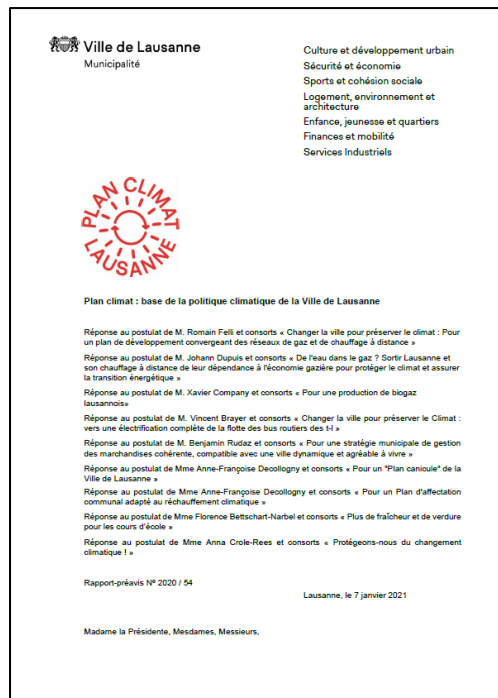 Ville de Lausanne
Municipalité
Culture et développement urbain
Sécurité et économie
Sports et cohésion sociale
Logement, environnement et
architecture
Enfance, jeunesse et quartiers
Finances et mobilité
Services Industriels
PLAN CLIMAT
LAUSANNE
Plan climat : base de la politique climatique de la Ville de Lausanne
Réponse au postulat de M. Romain Felli et consorts « Changer la ville pour préserver le climat : Pour
un plan de développement convergeant des réseaux de gaz et de chauffage à distance »
Réponse au postulat de M. Johann Dupuis et consorts « De l'eau dans le gaz ? Sortir Lausanne et
son chauffage à distance de leur dépendance à l'économie gazière pour protéger le climat et assurer
la transition énergétique »
Réponse au postulat de M. Xavier Company et consorts « Pour une production de biogaz
lausannois»
Réponse au postulat de M. Vincent Brayer et consorts « Changer la ville pour préserver le Climat :
vers une électrification complète de la flotte des bus routiers des t-l »
Réponse au postulat de M. Benjamin Rudaz et consorts « Pour une stratégie municipale de gestion
des marchandises cohérente, compatible avec une ville dynamique et agréable à vivre »
Réponse au postulat de Mme Anne-Françoise Decollogny et consorts « Pour un "Plan canicule" de la
Ville de Lausanne »
Réponse au postulat de Mme Anne-Françoise Decollogny et consorts « Pour un Plan d'affectation
communal adapté au réchauffement climatique »
Réponse au postulat de Mme Florence Bettschart-Narbel et consorts « Plus de fraîcheur et de verdure
pour les cours d'école »
Réponse au postulat de Mme Anna Crole-Rees et consorts « Protégeons-nous du changement
climatique ! »
Rapport-préavis Nº 2020 / 54
Lausanne, le 7 janvier 2021
Madame la Présidente, Mesdames, Messieurs,